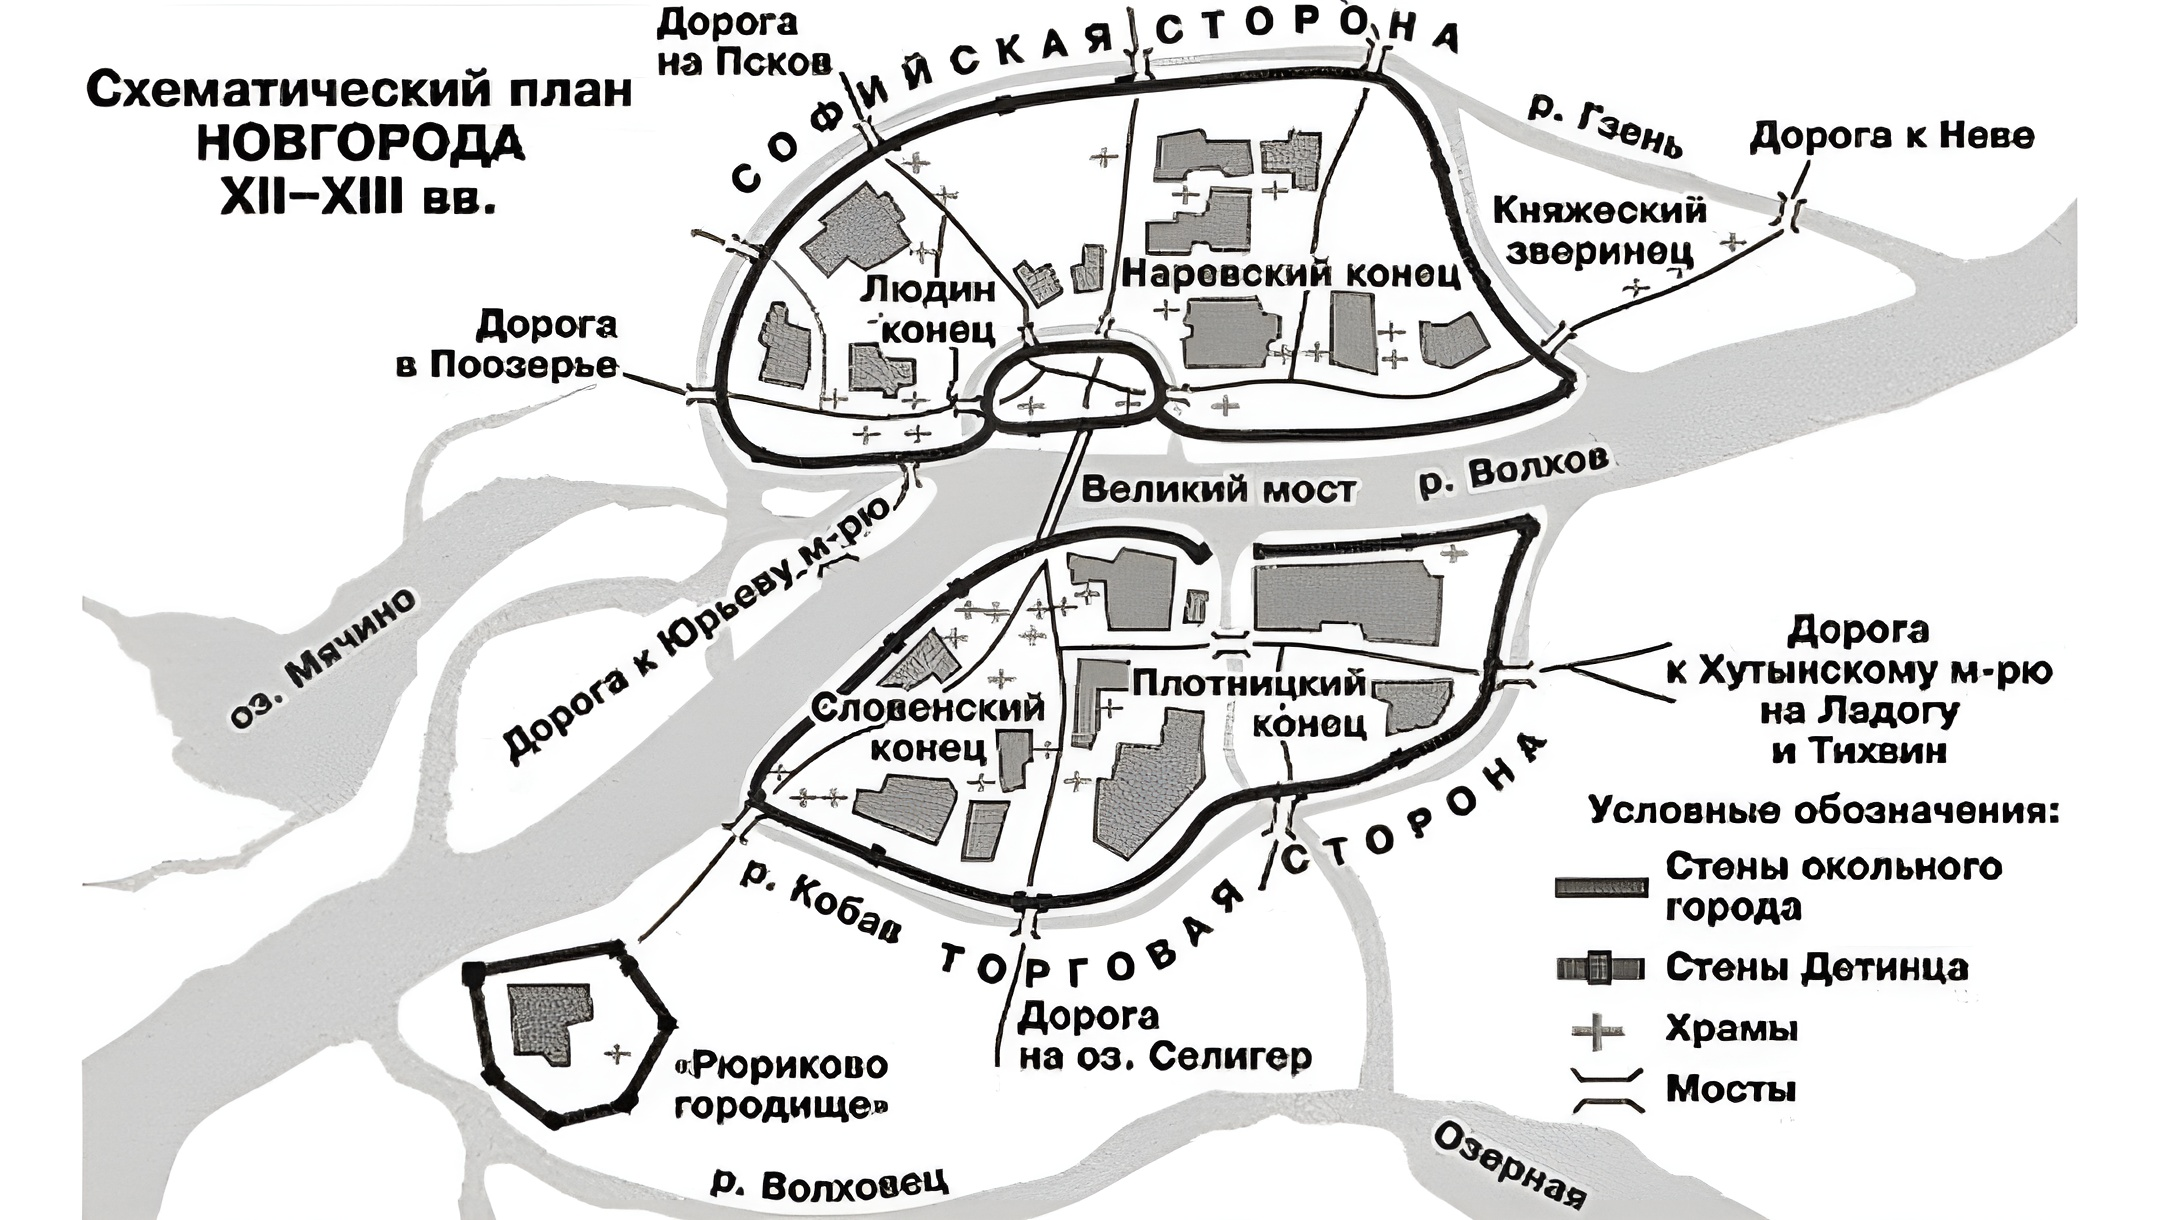 Схематический план
НОВГОРОДА
XII–XIII вв.
Дорога
на Псков
СОФИЙСКАЯ СТОРОНА
р. Гзень
Дорога к Неве
Княжеский
зверинец
Наревский конец
Людин
конец
Дорога
в Поозерье
Великий мост
р. Волхов
оз. Мячино
Дорога к Юрьеву м-рю
Словенский
конец
Плотницкий
конец
Дорога
к Хутынскому м-рю
на Ладогу
и Тихвин
ТОРГОВАЯ СТОРОНА
р. Кобав
Дорога
на оз. Селигер
«Рюриково
городище»
р. Волховец
Озерная
Условные обозначения:
Стены окольного
города
Стены Детинца
Храмы
Мосты